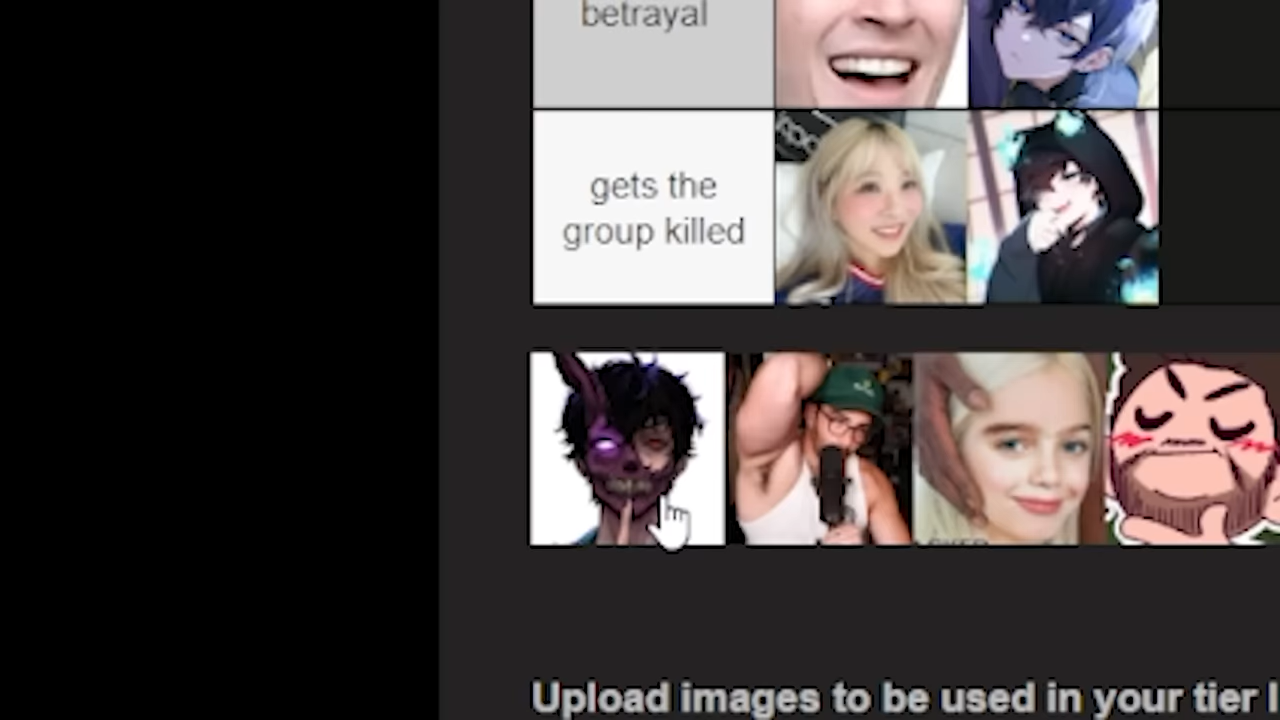 betrayal
gets the
group killed
Upload images to be used in your tier